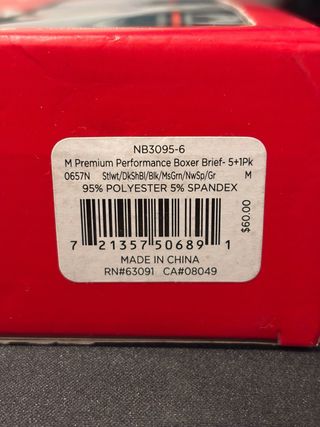 NB3095-6
M Premium Performance Boxer Brief- 5+1Pk
0657N Stlwt/DkShBl/Blk/MsGrn/NwSp/Gr M
95% POLYESTER 5% SPANDEX
7 21357 50689 1
$60.00
MADE IN CHINA
RN#63091 CA#08049